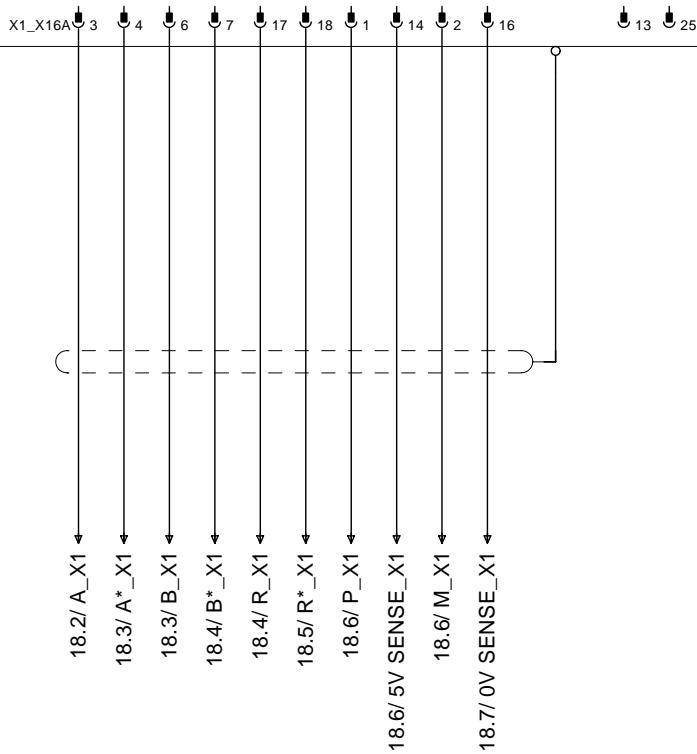 X1_X16A 3 4 6 7 17 18 1 14 2 16 13 25
18.2/ A_X1
18.3/ A*_X1
18.3/ B_X1
18.4/ B*_X1
18.4/ R_X1
18.5/ R*_X1
18.6/ P_X1
18.6/ 5V SENSE_X1
18.6/ M_X1
18.7/ 0V SENSE_X1